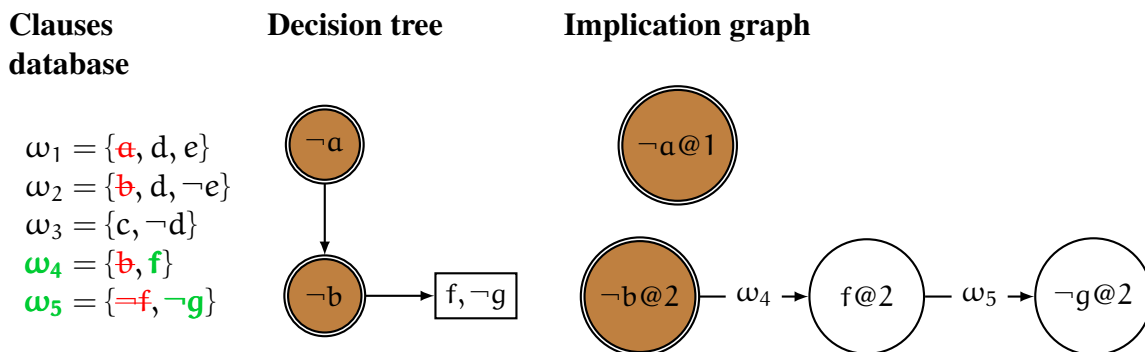 Clauses database
Decision tree
Implication graph
ω₁ = {a, d, e}
ω₂ = {b, d, ¬e}
ω₃ = {c, ¬d}
ω₄ = {b, f}
ω₅ = {¬f, ¬g}
¬a
¬b
f, ¬g
¬a@1
¬b@2
ω₄
f@2
ω₅
¬g@2